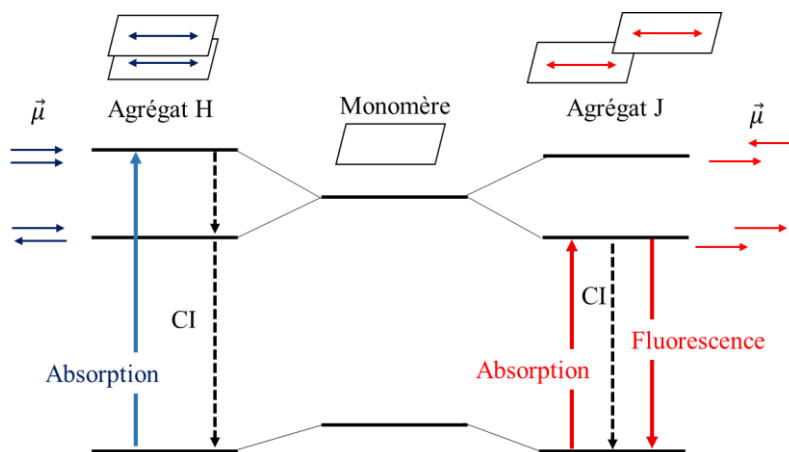 Agrégat H
Monomère
Agrégat J
μ⃗
μ⃗
CI
CI
Absorption
Absorption
Fluorescence